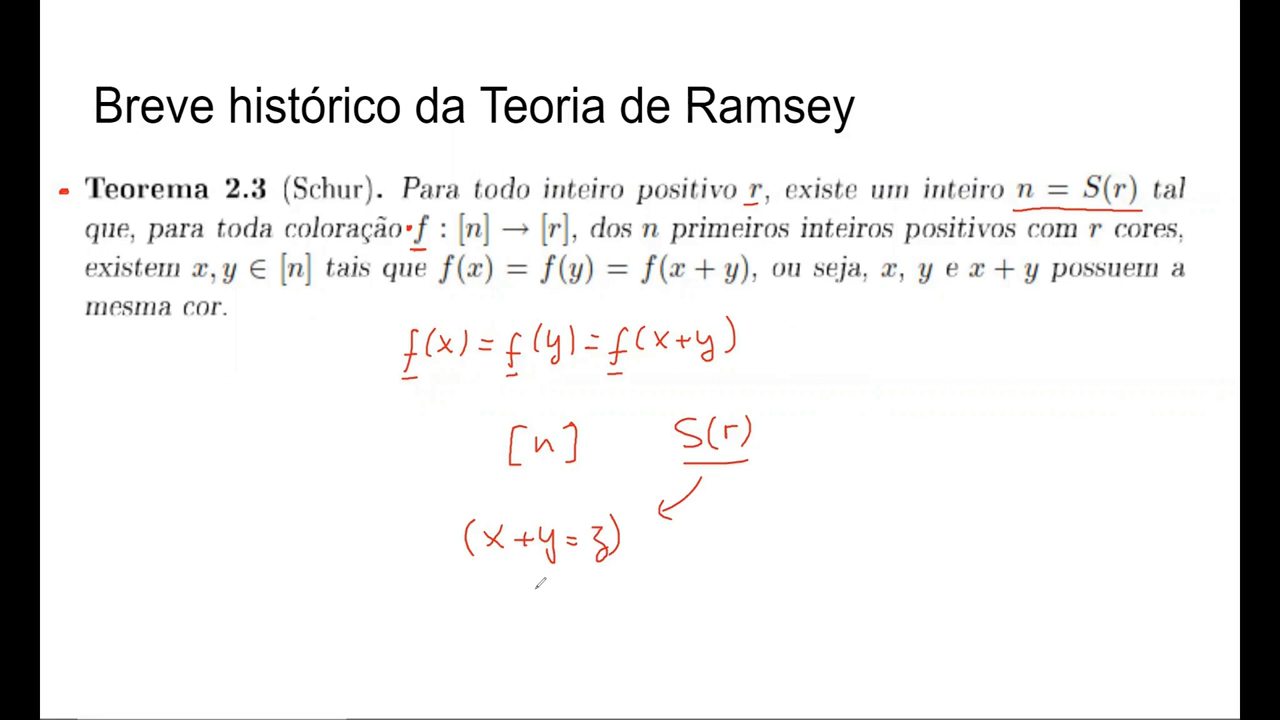 Breve histórico da Teoria de Ramsey
Teorema 2.3 (Schur). Para todo inteiro positivo r, existe um inteiro n = S(r) tal
que, para toda coloração f : [n] → [r], dos n primeiros inteiros positivos com r cores,
existem x, y ∈ [n] tais que f(x) = f(y) = f(x + y), ou seja, x, y e x + y possuem a
mesma cor.
f(x) = f(y) = f(x+y)
[n] S(r)
(x+y=z)